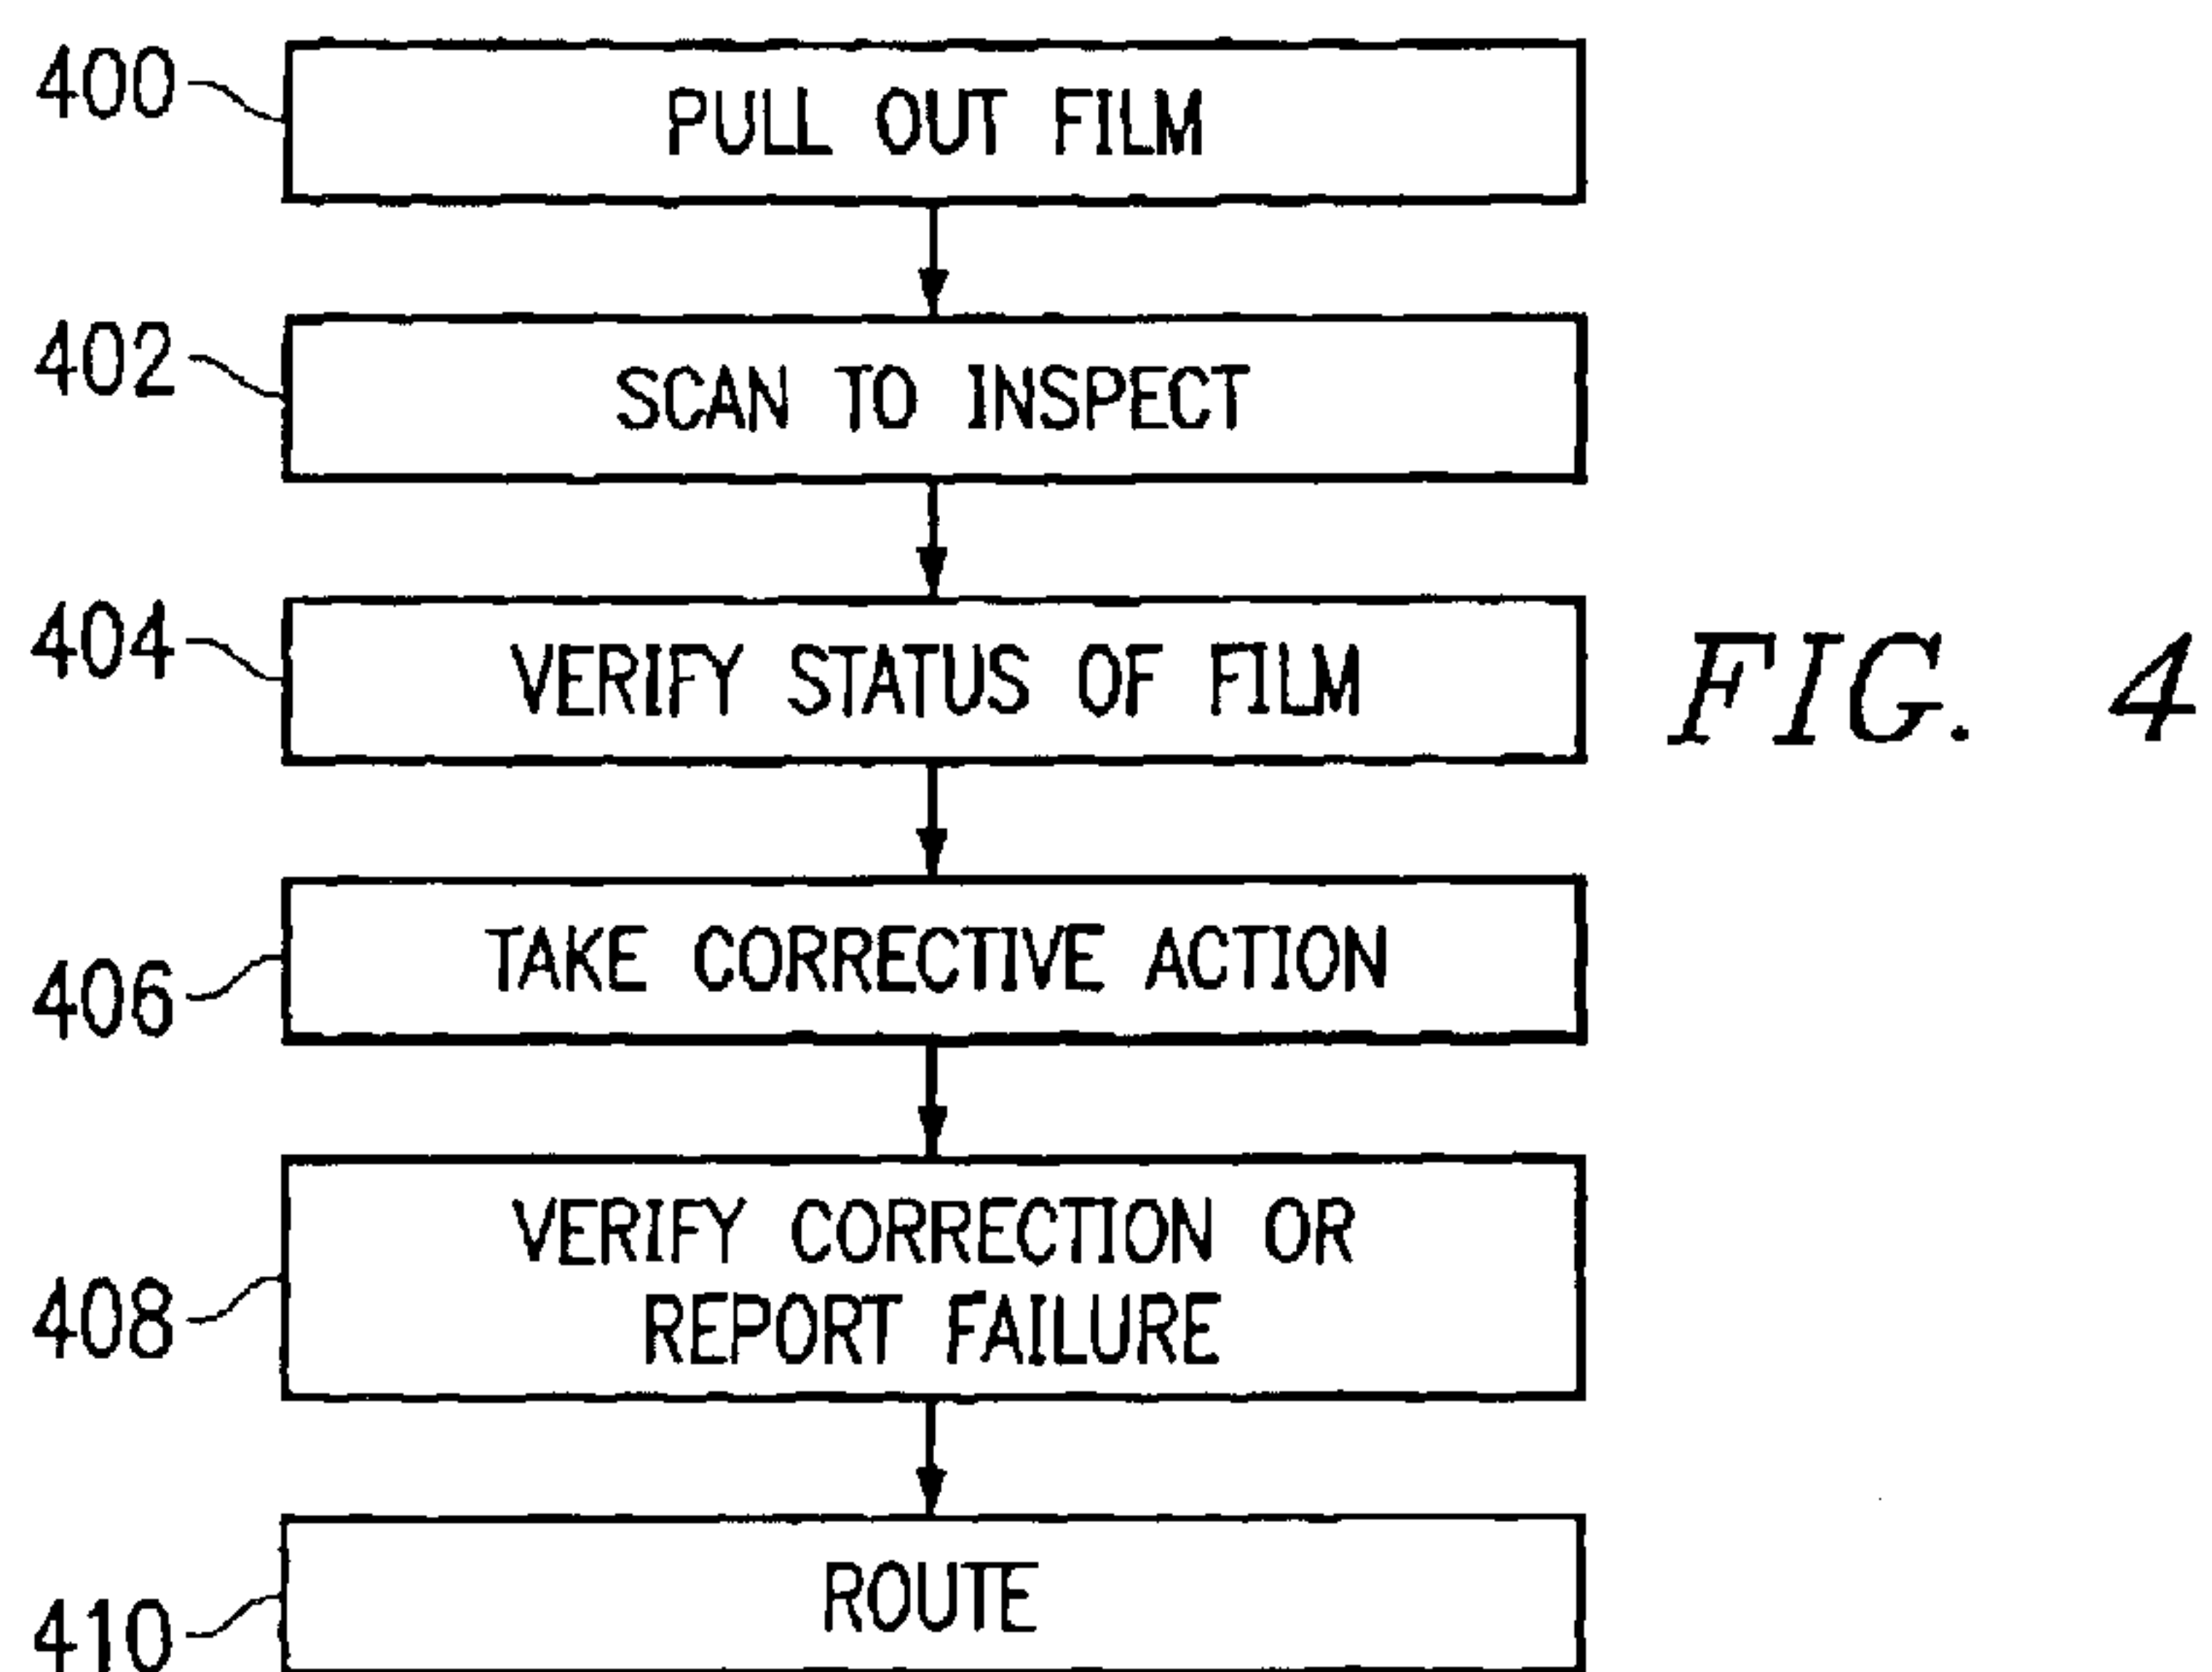 400
PULL OUT FILM
402
SCAN TO INSPECT
404
VERIFY STATUS OF FILM
FIG. 4
TAKE CORRECTIVE ACTION
406
VERIFY CORRECTION OR
REPORT FAILURE
408
ROUTE
410